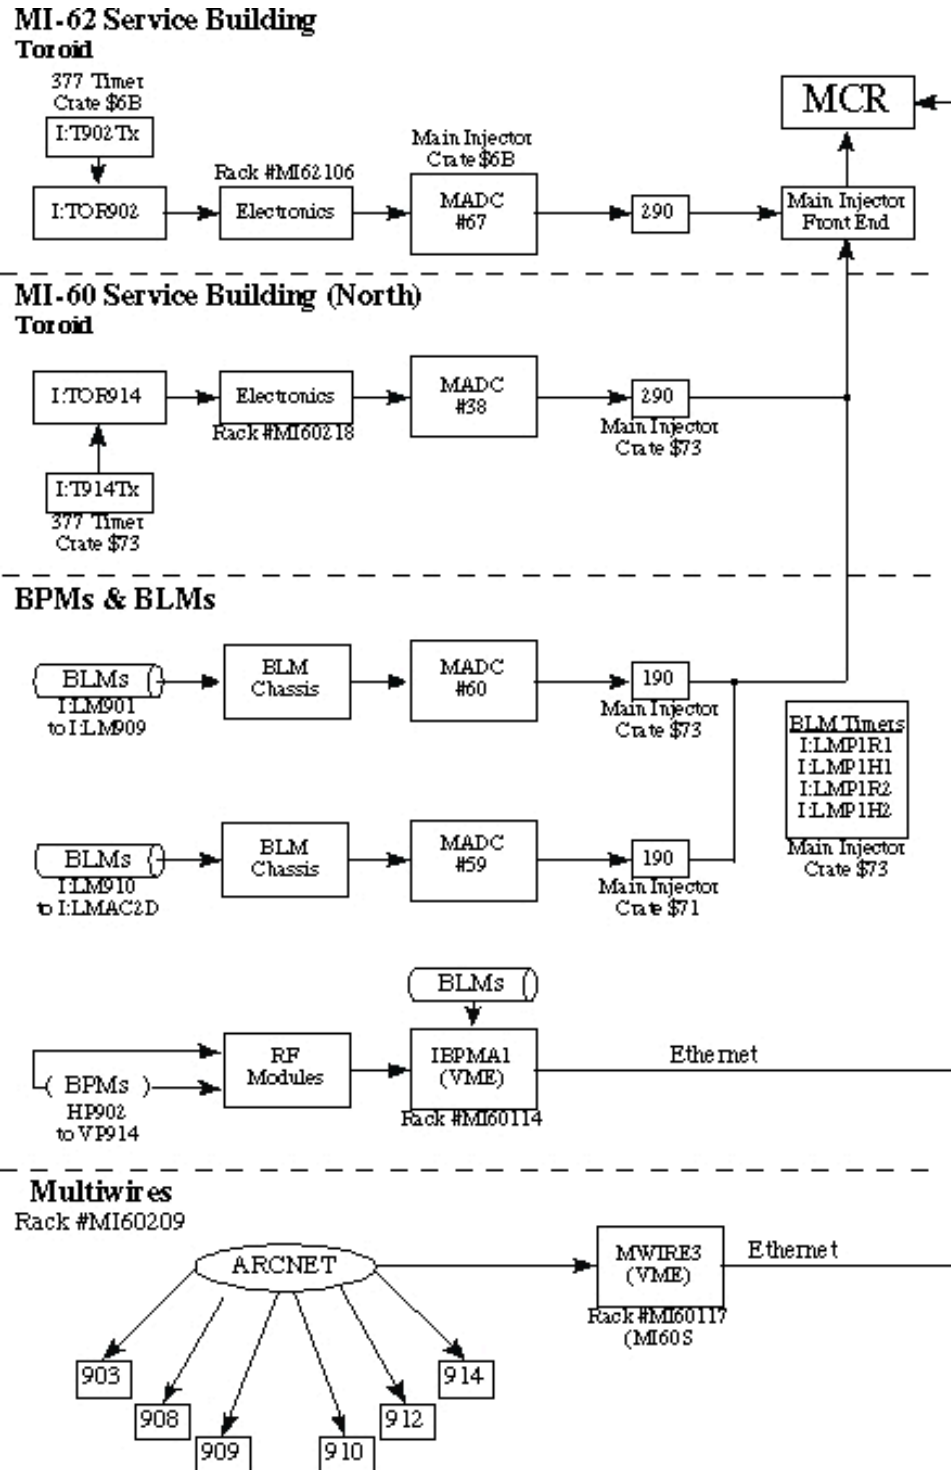 MI-62 Service Building
Toroid
377 Timer
Crate $6B
I:T902Tx
MCR
Main Injector
Crate $6B
Rack #MI62106
I:TOR902
Electronics
MADC
#67
290
Main Injector
Front End
MI-60 Service Building (North)
Toroid
I:TOR914
Electronics
Rack #MI60218
MADC
#38
290
Main Injector
Crate $73
I:T914Tx
377 Timer
Crate $73
BPMs & BLMs
BLMs
I:LM901
to I:LM909
BLM
Chassis
MADC
#60
190
Main Injector
Crate $73
BLM Timers
I:LMP1R1
I:LMP1H1
I:LMP1R2
I:LMP1H2
Main Injector
Crate $73
BLMs
I:LM910
to I:LMAC2D
BLM
Chassis
MADC
#59
190
Main Injector
Crate $71
BLMs
BPMs
HP902
to VP914
RF
Modules
IBPMA1
(VME)
Rack #MI60114
Ethernet
Multiwires
Rack #MI60209
ARCNET
MWIRE3
(VME)
Rack #MI60117
(MI60S
Ethernet
903
908
909
910
912
914